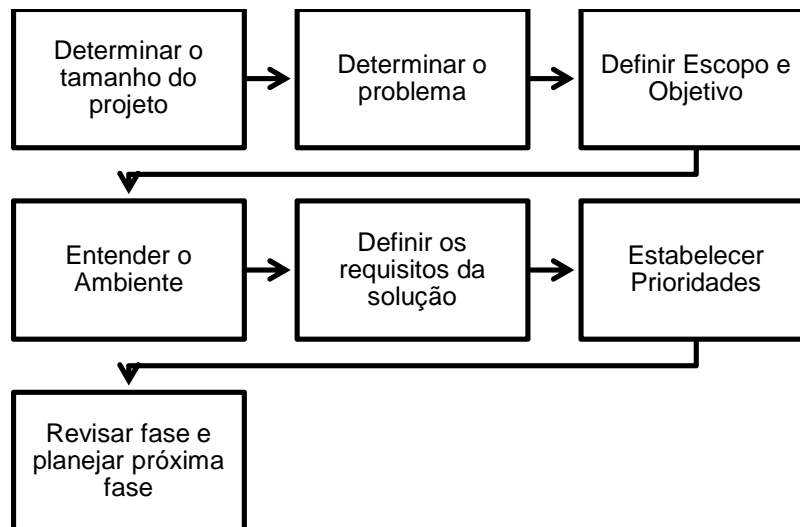 Determinar o
tamanho do
projeto
Determinar o
problema
Definir Escopo e
Objetivo
Entender o
Ambiente
Definir os
requisitos da
solução
Estabelecer
Prioridades
Revisar fase e
planejar próxima
fase